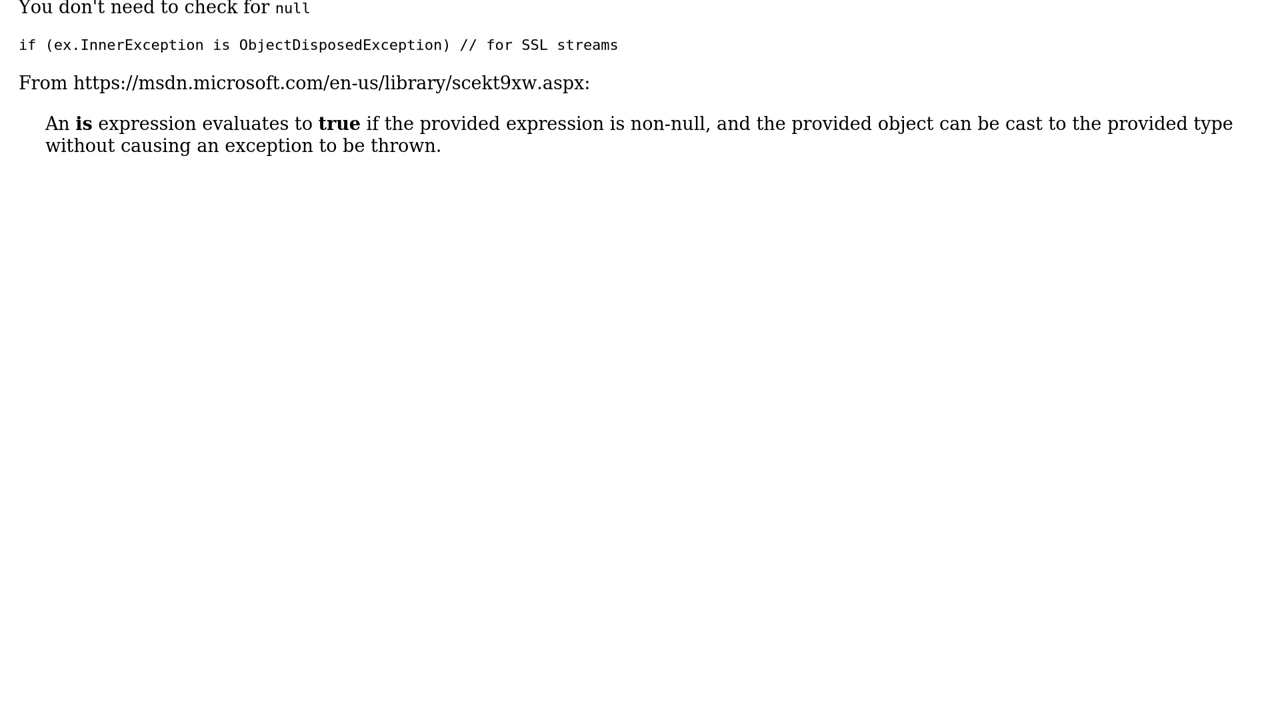 You don't need to check for null
if (ex.InnerException is ObjectDisposedException) // for SSL streams
From https://msdn.microsoft.com/en-us/library/scekt9xw.aspx:
An is expression evaluates to true if the provided expression is non-null, and the provided object can be cast to the provided type
without causing an exception to be thrown.